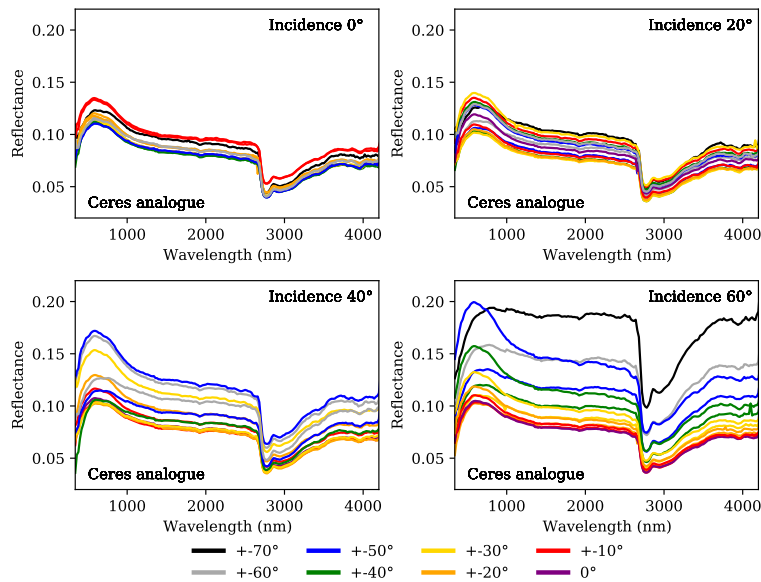 Incidence 0°
Incidence 20°
0.20
0.15
0.10
0.05
Reflectance
Ceres analogue
1000 2000 3000 4000
Wavelength (nm)
0.20
0.15
0.10
0.05
Reflectance
Ceres analogue
1000 2000 3000 4000
Wavelength (nm)
Incidence 40°
0.20
0.15
0.10
0.05
Reflectance
Ceres analogue
1000 2000 3000 4000
Wavelength (nm)
Incidence 60°
0.20
0.15
0.10
0.05
Reflectance
Ceres analogue
1000 2000 3000 4000
Wavelength (nm)
+-70° +-50° +-30° +-10°
+-60° +-40° +-20° 0°